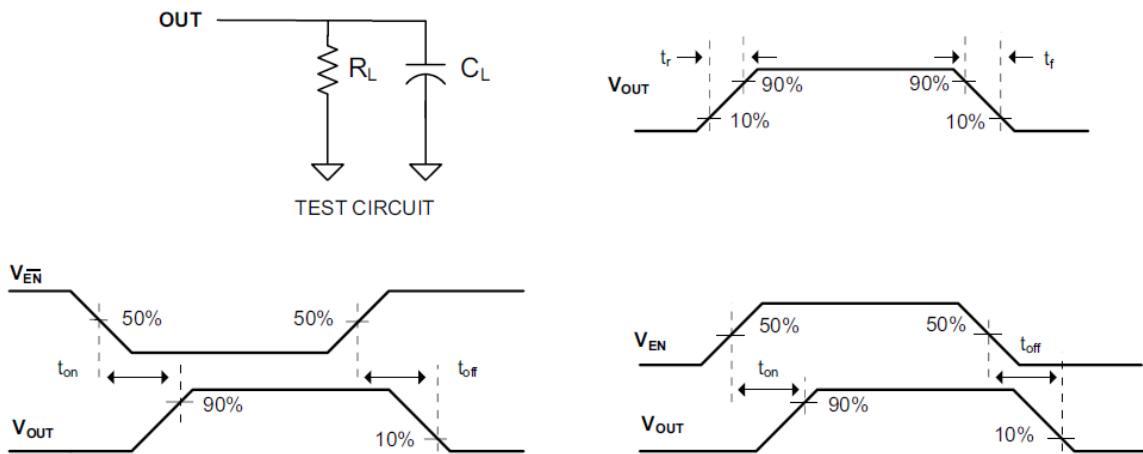 OUT
RL
CL
TEST CIRCUIT
tr
tf
VOUT
90%
90%
10%
10%
VEN̅
50%
50%
ton
toff
VOUT
90%
10%
VEN
50%
50%
ton
toff
VOUT
90%
10%